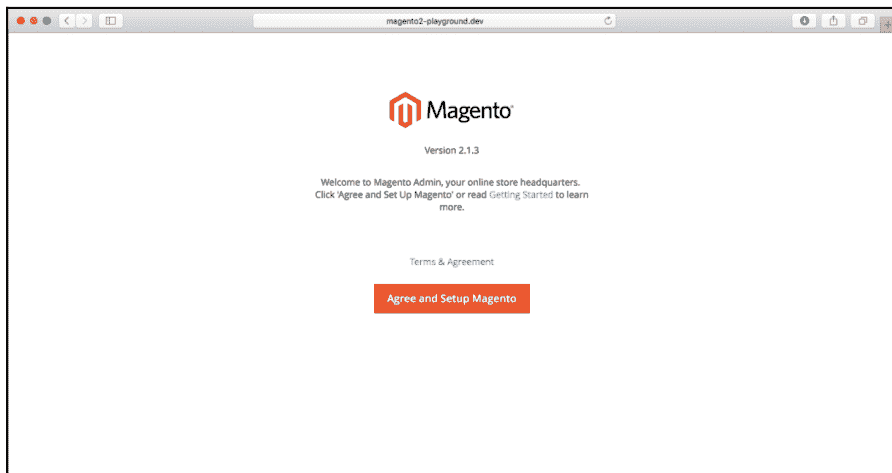 magento2-playground.dev
Magento
Version 2.1.3
Welcome to Magento Admin, your online store headquarters.
Click 'Agree and Set Up Magento' or read Getting Started to learn
more.
Terms & Agreement
Agree and Setup Magento